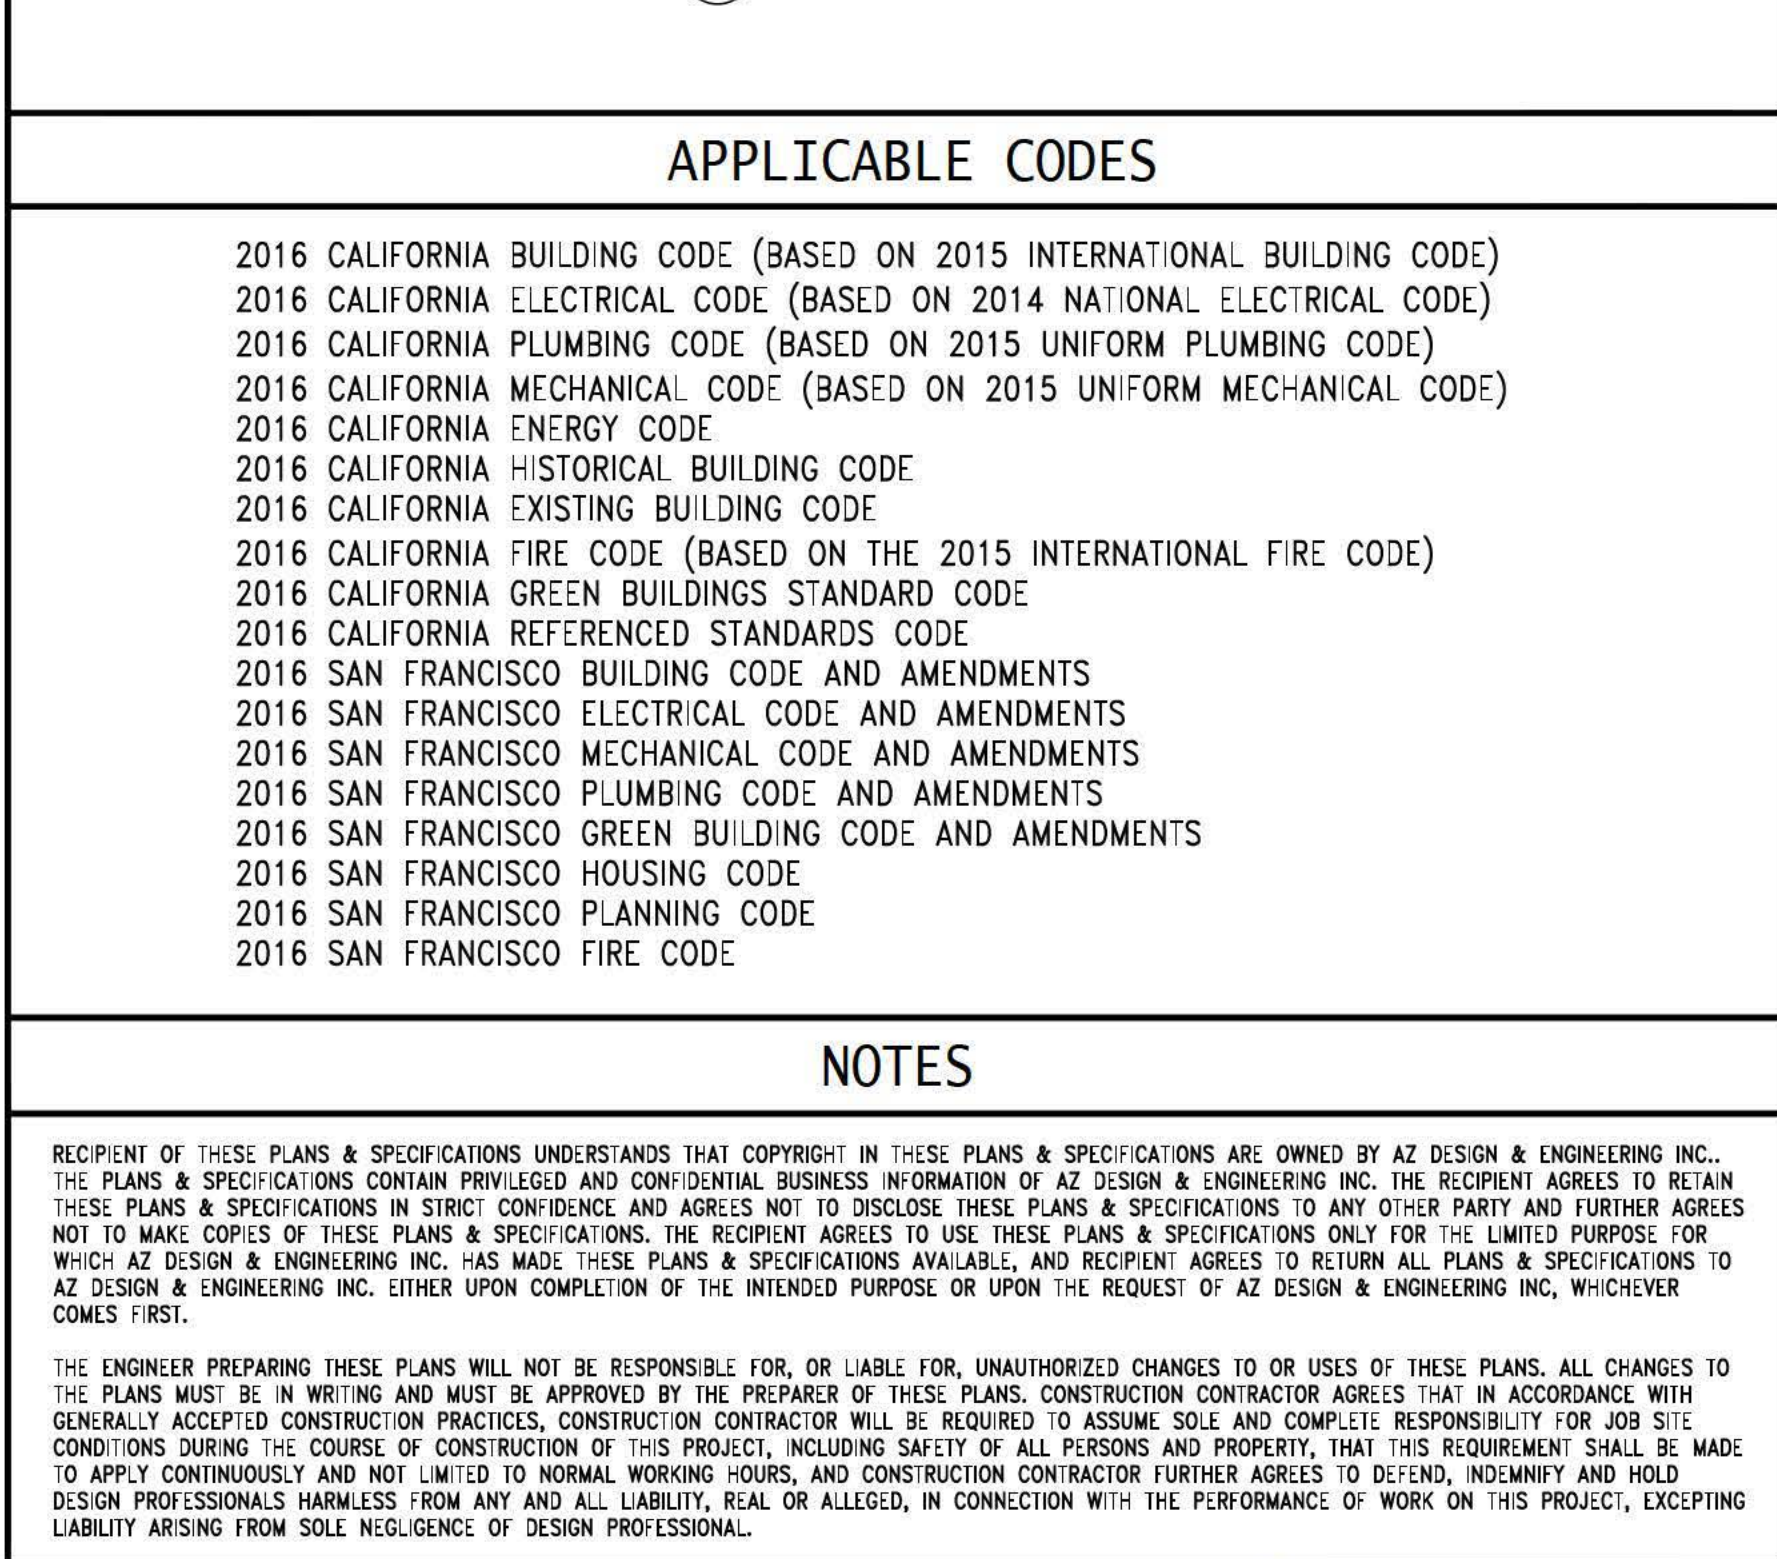 APPLICABLE CODES
2016 CALIFORNIA BUILDING CODE (BASED ON 2015 INTERNATIONAL BUILDING CODE)
2016 CALIFORNIA ELECTRICAL CODE (BASED ON 2014 NATIONAL ELECTRICAL CODE)
2016 CALIFORNIA PLUMBING CODE (BASED ON 2015 UNIFORM PLUMBING CODE)
2016 CALIFORNIA MECHANICAL CODE (BASED ON 2015 UNIFORM MECHANICAL CODE)
2016 CALIFORNIA ENERGY CODE
2016 CALIFORNIA HISTORICAL BUILDING CODE
2016 CALIFORNIA EXISTING BUILDING CODE
2016 CALIFORNIA FIRE CODE (BASED ON THE 2015 INTERNATIONAL FIRE CODE)
2016 CALIFORNIA GREEN BUILDINGS STANDARD CODE
2016 CALIFORNIA REFERENCED STANDARDS CODE
2016 SAN FRANCISCO BUILDING CODE AND AMENDMENTS
2016 SAN FRANCISCO ELECTRICAL CODE AND AMENDMENTS
2016 SAN FRANCISCO MECHANICAL CODE AND AMENDMENTS
2016 SAN FRANCISCO PLUMBING CODE AND AMENDMENTS
2016 SAN FRANCISCO GREEN BUILDING CODE AND AMENDMENTS
2016 SAN FRANCISCO HOUSING CODE
2016 SAN FRANCISCO PLANNING CODE
2016 SAN FRANCISCO FIRE CODE
NOTES
RECIPIENT OF THESE PLANS & SPECIFICATIONS UNDERSTANDS THAT COPYRIGHT IN THESE PLANS & SPECIFICATIONS ARE OWNED BY AZ DESIGN & ENGINEERING INC..
THE PLANS & SPECIFICATIONS CONTAIN PRIVILEGED AND CONFIDENTIAL BUSINESS INFORMATION OF AZ DESIGN & ENGINEERING INC. THE RECIPIENT AGREES TO RETAIN
THESE PLANS & SPECIFICATIONS IN STRICT CONFIDENCE AND AGREES NOT TO DISCLOSE THESE PLANS & SPECIFICATIONS TO ANY OTHER PARTY AND FURTHER AGREES
NOT TO MAKE COPIES OF THESE PLANS & SPECIFICATIONS. THE RECIPIENT AGREES TO USE THESE PLANS & SPECIFICATIONS ONLY FOR THE LIMITED PURPOSE FOR
WHICH AZ DESIGN & ENGINEERING INC. HAS MADE THESE PLANS & SPECIFICATIONS AVAILABLE, AND RECIPIENT AGREES TO RETURN ALL PLANS & SPECIFICATIONS TO
AZ DESIGN & ENGINEERING INC. EITHER UPON COMPLETION OF THE INTENDED PURPOSE OR UPON THE REQUEST OF AZ DESIGN & ENGINEERING INC, WHICHEVER
COMES FIRST.
THE ENGINEER PREPARING THESE PLANS WILL NOT BE RESPONSIBLE FOR, OR LIABLE FOR, UNAUTHORIZED CHANGES TO OR USES OF THESE PLANS. ALL CHANGES TO
THE PLANS MUST BE IN WRITING AND MUST BE APPROVED BY THE PREPARER OF THESE PLANS. CONSTRUCTION CONTRACTOR AGREES THAT IN ACCORDANCE WITH
GENERALLY ACCEPTED CONSTRUCTION PRACTICES, CONSTRUCTION CONTRACTOR WILL BE REQUIRED TO ASSUME SOLE AND COMPLETE RESPONSIBILITY FOR JOB SITE
CONDITIONS DURING THE COURSE OF CONSTRUCTION OF THIS PROJECT, INCLUDING SAFETY OF ALL PERSONS AND PROPERTY, THAT THIS REQUIREMENT SHALL BE MADE
TO APPLY CONTINUOUSLY AND NOT LIMITED TO NORMAL WORKING HOURS, AND CONSTRUCTION CONTRACTOR FURTHER AGREES TO DEFEND, INDEMNIFY AND HOLD
DESIGN PROFESSIONALS HARMLESS FROM ANY AND ALL LIABILITY, REAL OR ALLEGED, IN CONNECTION WITH THE PERFORMANCE OF WORK ON THIS PROJECT, EXCEPTING
LIABILITY ARISING FROM SOLE NEGLIGENCE OF DESIGN PROFESSIONAL.